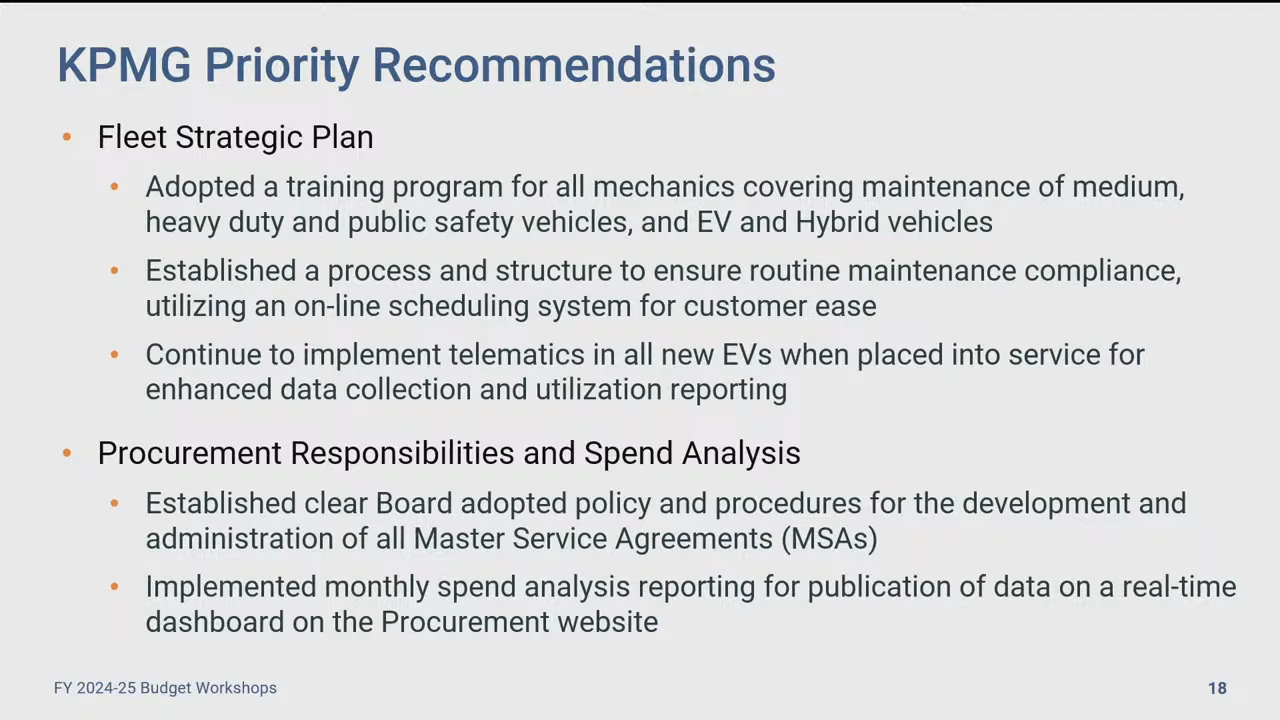 KPMG Priority Recommendations
• Fleet Strategic Plan
• Adopted a training program for all mechanics covering maintenance of medium,
heavy duty and public safety vehicles, and EV and Hybrid vehicles
• Established a process and structure to ensure routine maintenance compliance,
utilizing an on-line scheduling system for customer ease
• Continue to implement telematics in all new EVs when placed into service for
enhanced data collection and utilization reporting
• Procurement Responsibilities and Spend Analysis
• Established clear Board adopted policy and procedures for the development and
administration of all Master Service Agreements (MSAs)
• Implemented monthly spend analysis reporting for publication of data on a real-time
dashboard on the Procurement website
FY 2024-25 Budget Workshops
18